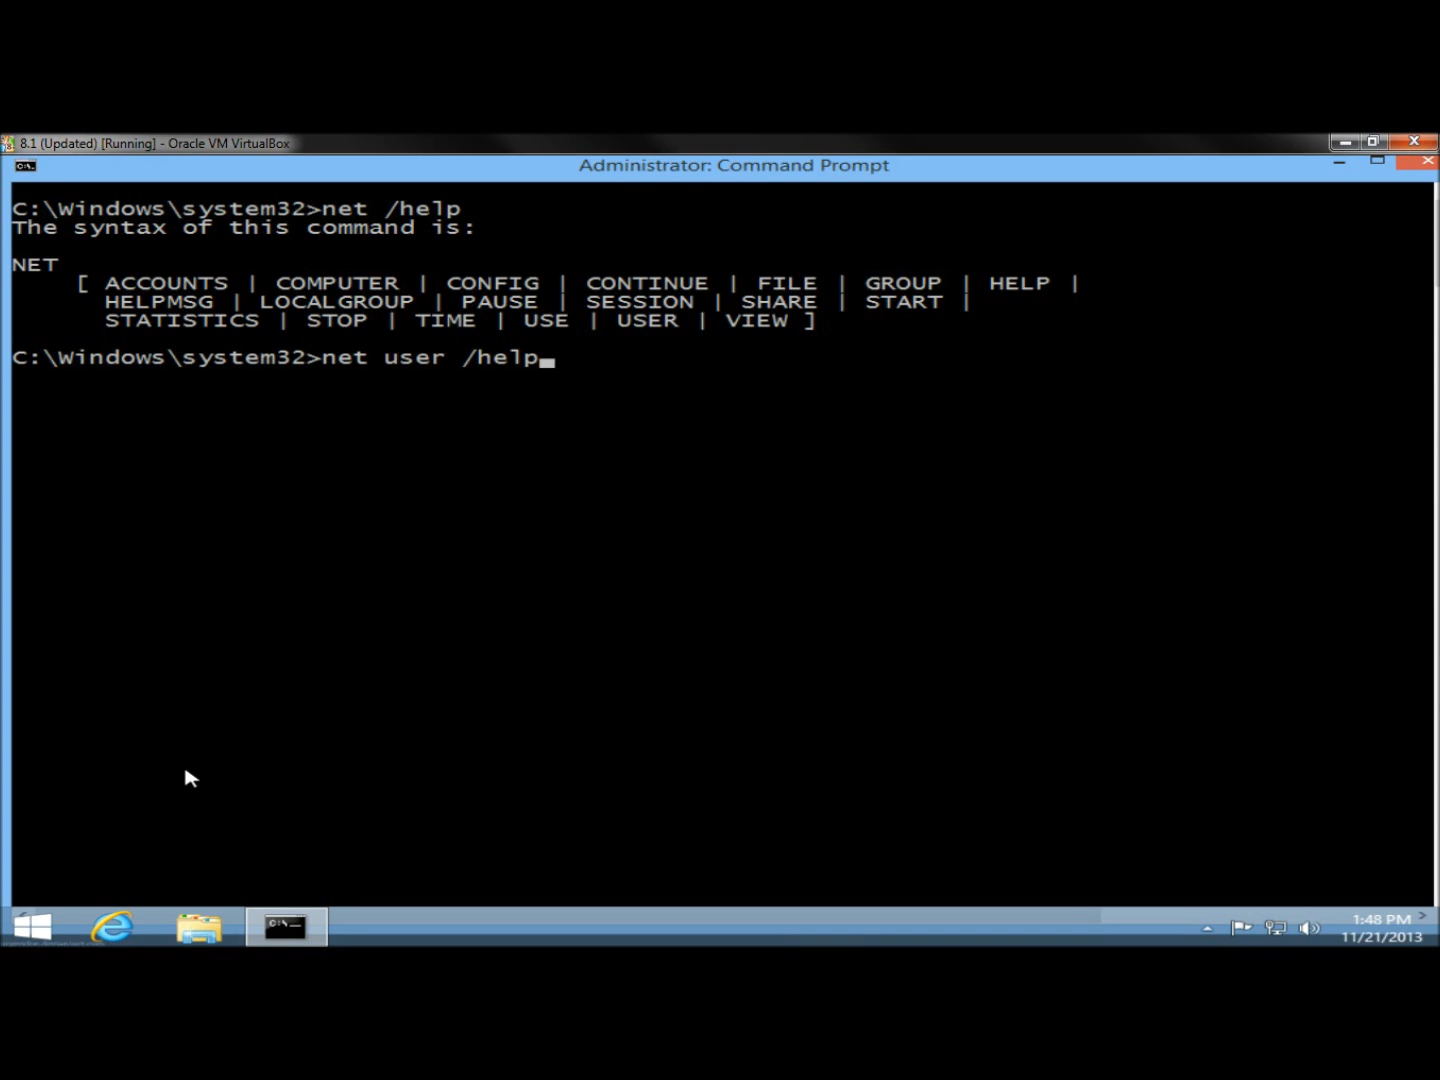 8.1 (Updated) [Running] - Oracle VM VirtualBox
Administrator: Command Prompt
C:\Windows\system32>net /help
The syntax of this command is:
NET
[ ACCOUNTS | COMPUTER | CONFIG | CONTINUE | FILE | GROUP | HELP |
HELPMSG | LOCALGROUP | PAUSE | SESSION | SHARE | START |
STATISTICS | STOP | TIME | USE | USER | VIEW ]
C:\Windows\system32>net user /help
1:48 PM
11/21/2013